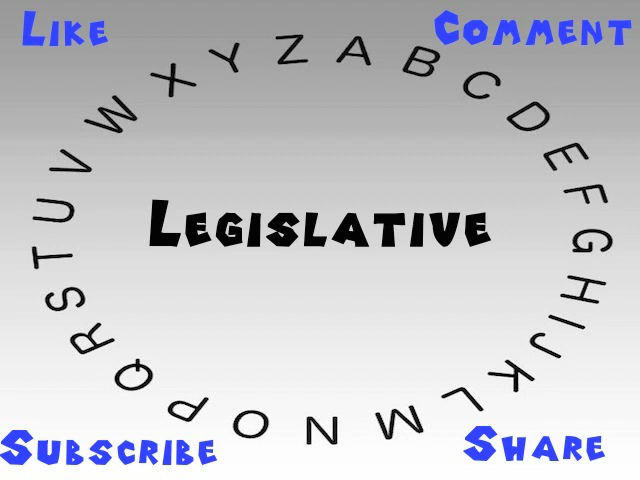 Like
Comment
A B C D E F G H I J K L M N O P Q R S T U V W X Y Z
Legislative
Subscribe
Share